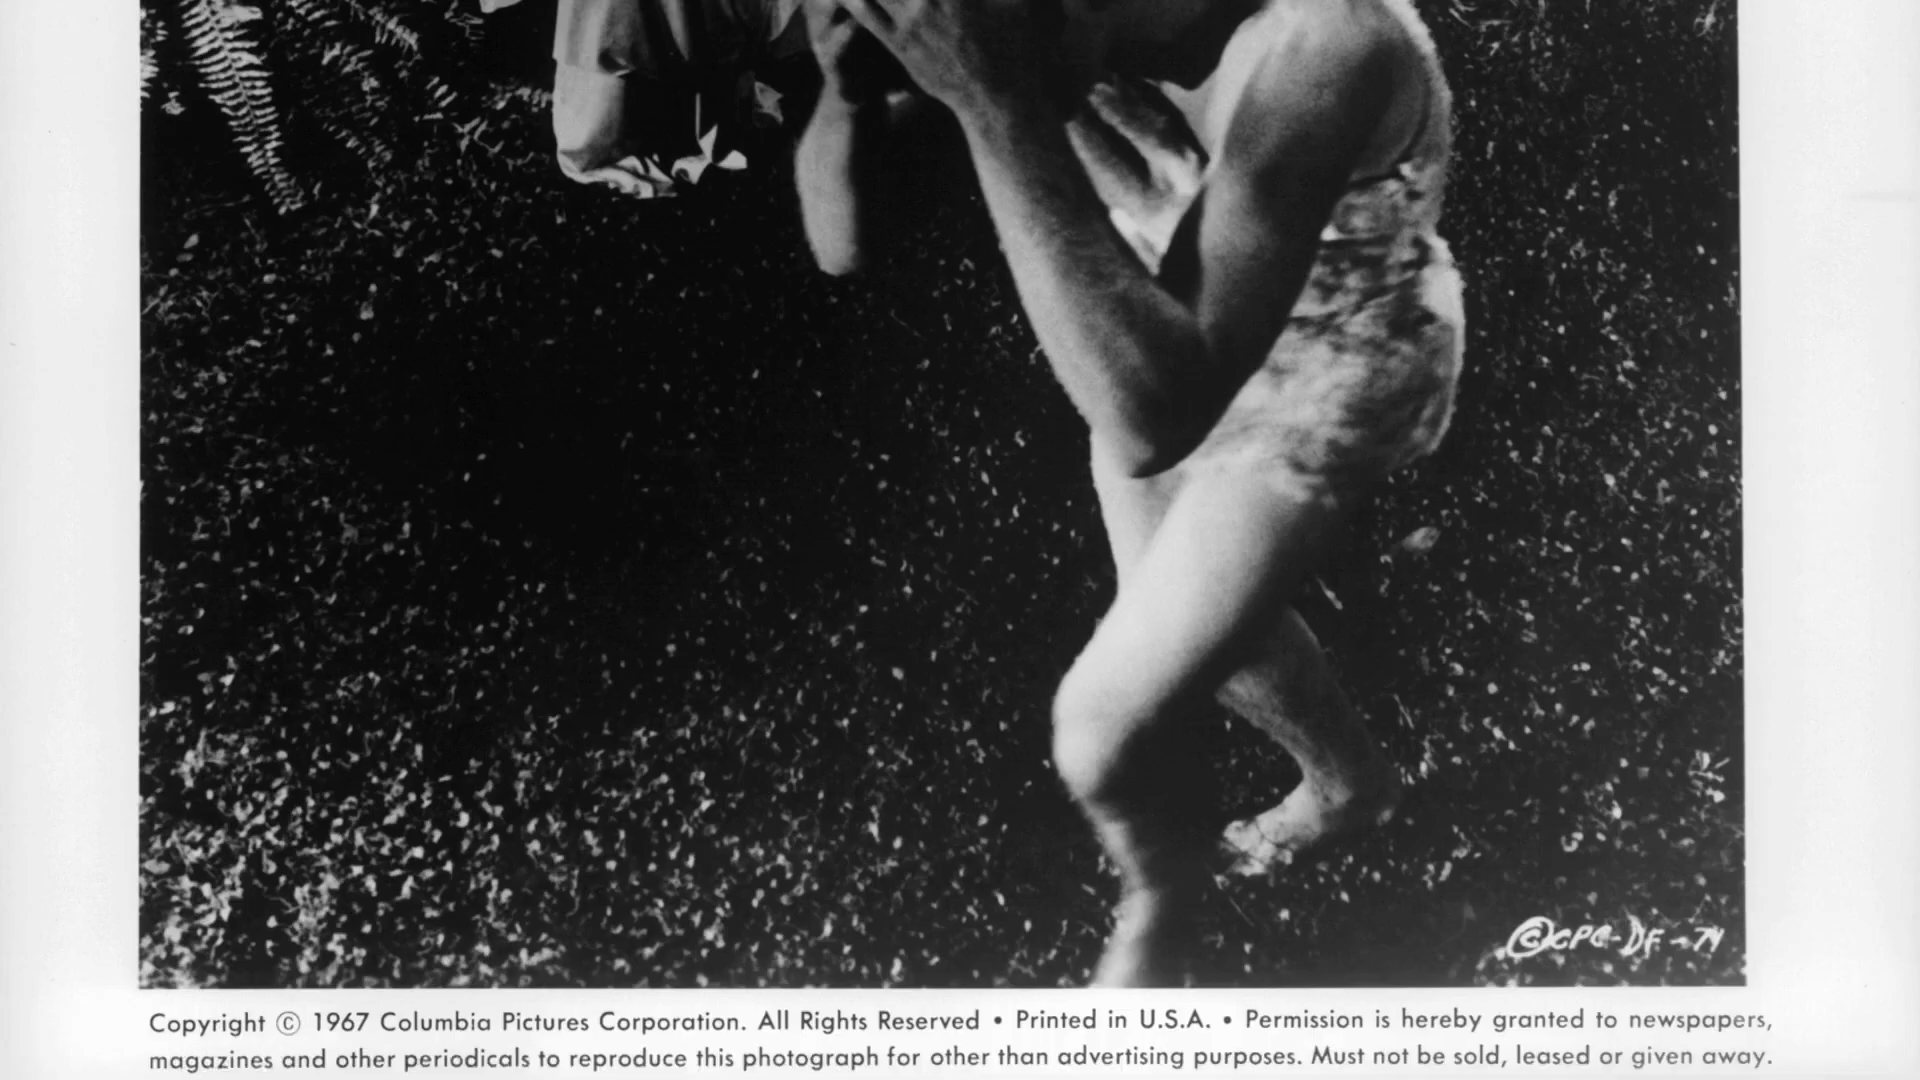 ©CPC-DF-74
Copyright © 1967 Columbia Pictures Corporation. All Rights Reserved • Printed in U.S.A. • Permission is hereby granted to newspapers,
magazines and other periodicals to reproduce this photograph for other than advertising purposes. Must not be sold, leased or given away.